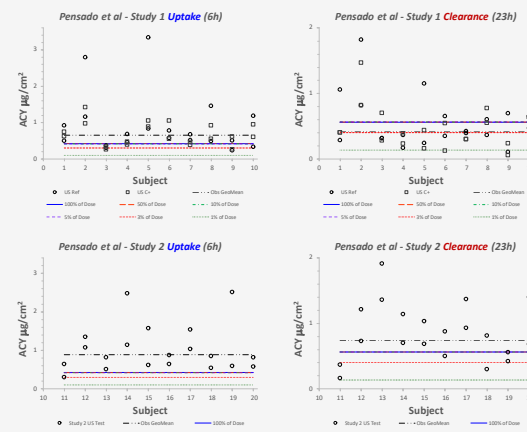 Pensado et al - Study 1 Uptake (6h)
ACY µg/cm²
3
2
1
0
0 1 2 3 4 5 6 7 8 9 10
Subject
US Ref US C+ Obs GeoMean
100% of Dose 50% of Dose 10% of Dose
5% of Dose 3% of Dose 1% of Dose
Pensado et al - Study 1 Clearance (23h)
ACY µg/cm²
2
1
0
0 1 2 3 4 5 6 7 8 9
Subject
US Ref US C+ Obs GeoMean
100% of Dose 50% of Dose 10% of Dose
5% of Dose 3% of Dose 1% of Dose
Pensado et al - Study 2 Uptake (6h)
ACY µg/cm²
4
3
2
1
0
10 11 12 13 14 15 16 17 18 19 20
Subject
Study 2 US Test Obs GeoMean 100% of Dose
Pensado et al - Study 2 Clearance (23h)
ACY µg/cm²
2
1
0
10 11 12 13 14 15 16 17 18 19
Subject
Study 2 US Test Obs GeoMean 100% of Dose